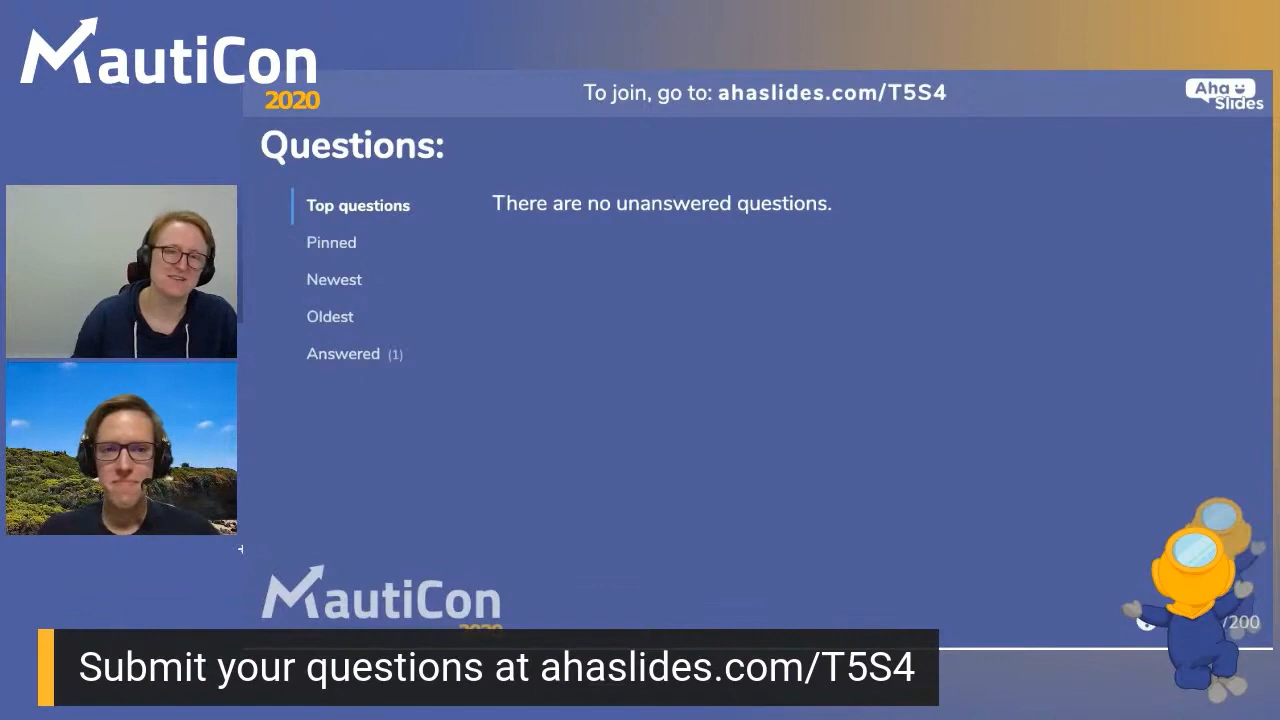 MautiCon
2020
To join, go to: ahaslides.com/T5S4
Aha
Slides
Questions:
Top questions
There are no unanswered questions.
Pinned
Newest
Oldest
Answered (1)
MautiCon
2020
/200
Submit your questions at ahaslides.com/T5S4